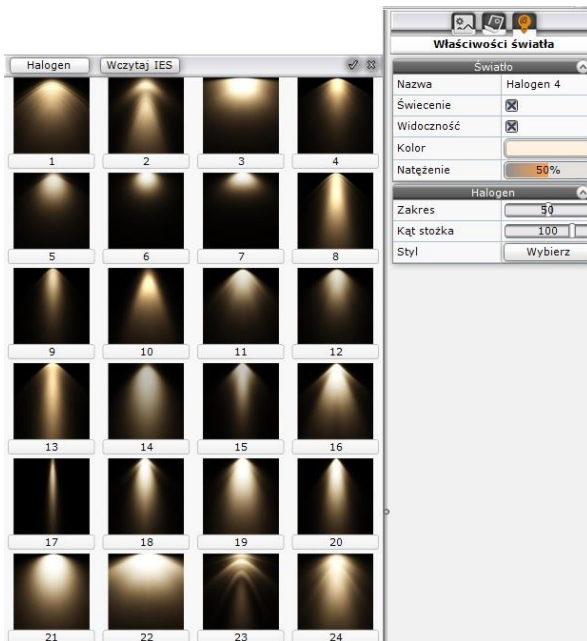 Halogen
Wczytaj IES
1 2 3 4
5 6 7 8
9 10 11 12
13 14 15 16
17 18 19 20
21 22 23 24
Właściwości światła
Światło
Nazwa Halogen 4
Świecenie
Widoczność
Kolor
Natężenie 50%
Halogen
Zakres 50
Kąt stożka 100
Styl Wybierz